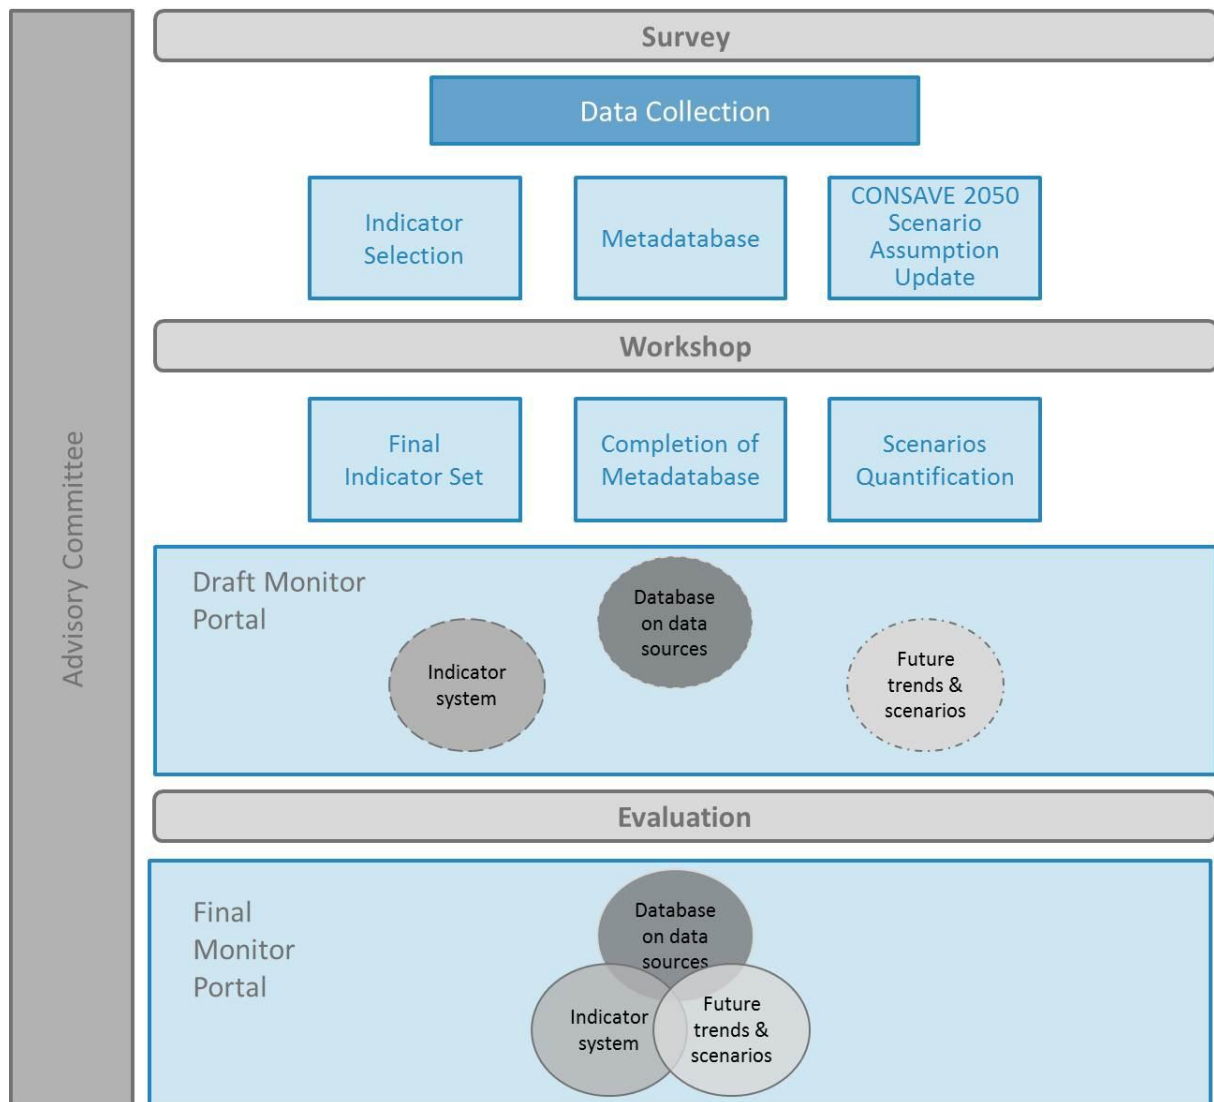 Advisory Committee
Survey
Data Collection
Indicator
Selection
Metadatabase
CONSAVE 2050
Scenario
Assumption
Update
Workshop
Final
Indicator Set
Completion of
Metadatabase
Scenarios
Quantification
Draft Monitor
Portal
Indicator
system
Database
on data
sources
Future
trends &
scenarios
Evaluation
Final
Monitor
Portal
Database
on data
sources
Indicator
system
Future
trends &
scenarios